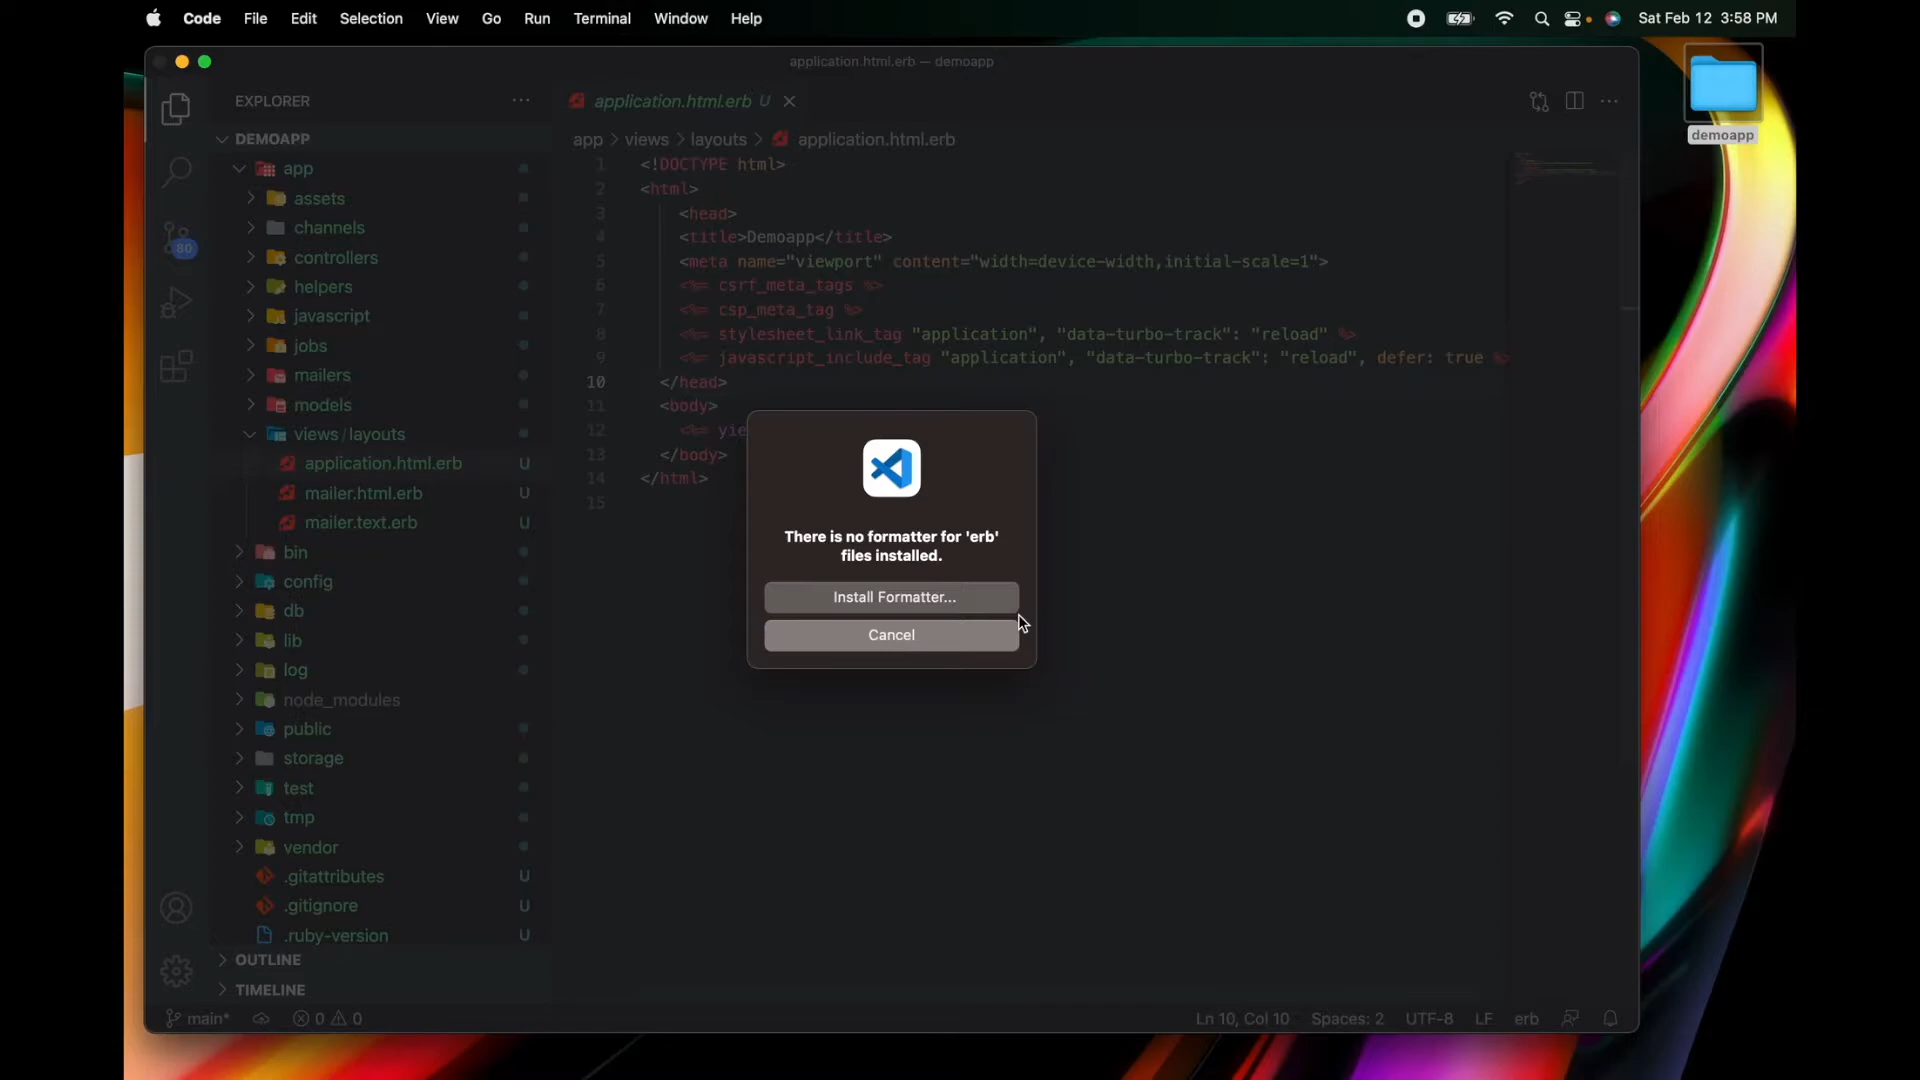 Code File Edit Selection View Go Run Terminal Window Help
Sat Feb 12 3:58 PM
application.html.erb — demoapp
demoapp
EXPLORER
DEMOAPP
app
assets
channels
controllers
helpers
javascript
jobs
mailers
models
views/layouts
application.html.erb U
mailer.html.erb U
mailer.text.erb U
bin
config
db
lib
log
node_modules
public
storage
test
tmp
vendor
.gitattributes U
.gitignore U
.ruby-version U
OUTLINE
TIMELINE
80
application.html.erb U
app > views > layouts > application.html.erb
1 <!DOCTYPE html>
2 <html>
3 <head>
4 <title>Demoapp</title>
5 <meta name="viewport" content="width=device-width,initial-scale=1">
6 <%= csrf_meta_tags %>
7 <%= csp_meta_tag %>
8 <%= stylesheet_link_tag "application", "data-turbo-track": "reload" %>
9 <%= javascript_include_tag "application", "data-turbo-track": "reload", defer: true %>
10 </head>
11 <body>
12 <%= yie
13 </body>
14 </html>
15
There is no formatter for 'erb'
files installed.
Install Formatter...
Cancel
main* 0 0
Ln 10, Col 10 Spaces: 2 UTF-8 LF erb